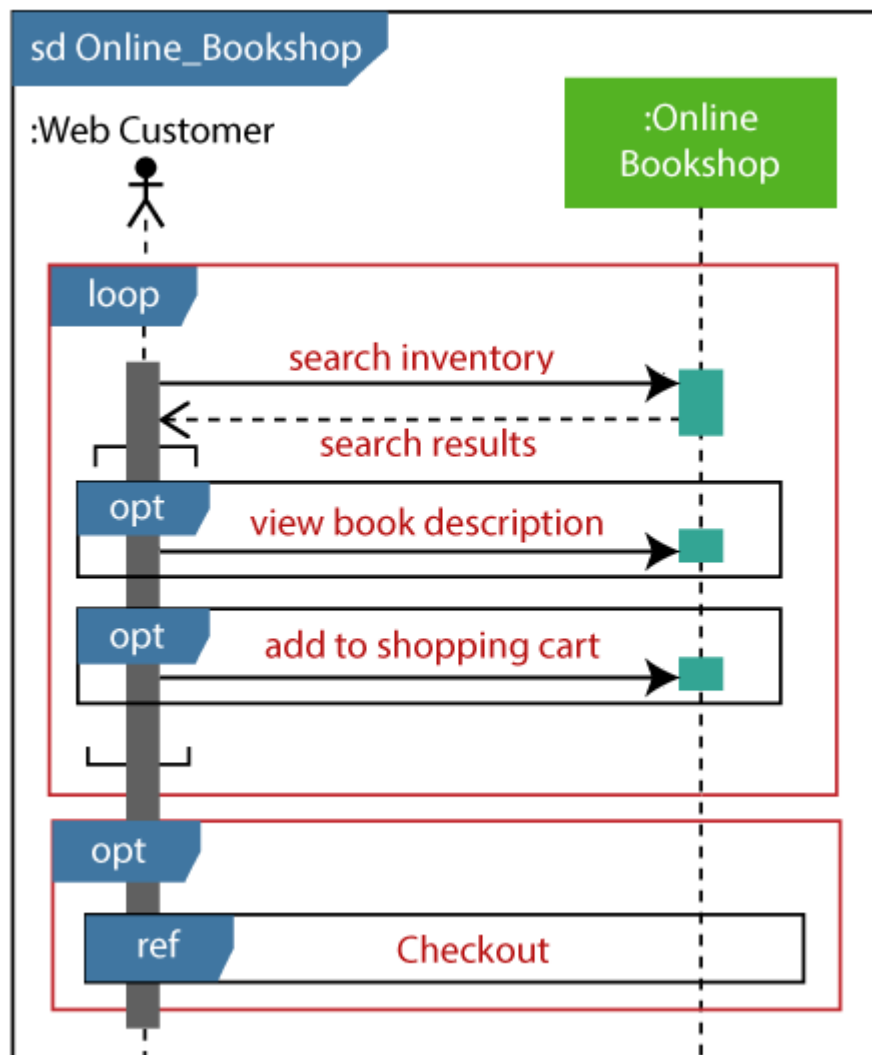 sd Online_Bookshop
:Web Customer
:Online
Bookshop
loop
search inventory
search results
opt
view book description
opt
add to shopping cart
opt
ref
Checkout